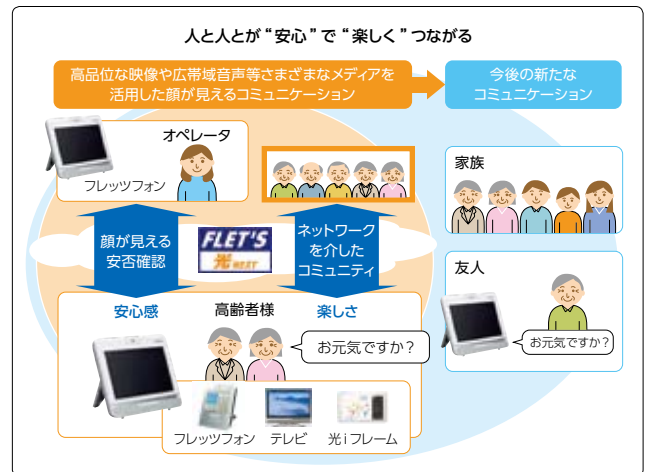 人と人とが“安心”で“楽しく”つながる
高品位な映像や広帯域音声等さまざまなメディアを
活用した顔が見えるコミュニケーション
今後の新たな
コミュニケーション
オペレータ
フレッツフォン
家族
顔が見える
安否確認
FLET'S
光 NEXT
ネットワーク
を介した
コミュニティ
友人
お元気ですか?
安心感
高齢者様
楽しさ
お元気ですか?
フレッツフォン
テレビ
光iフレーム